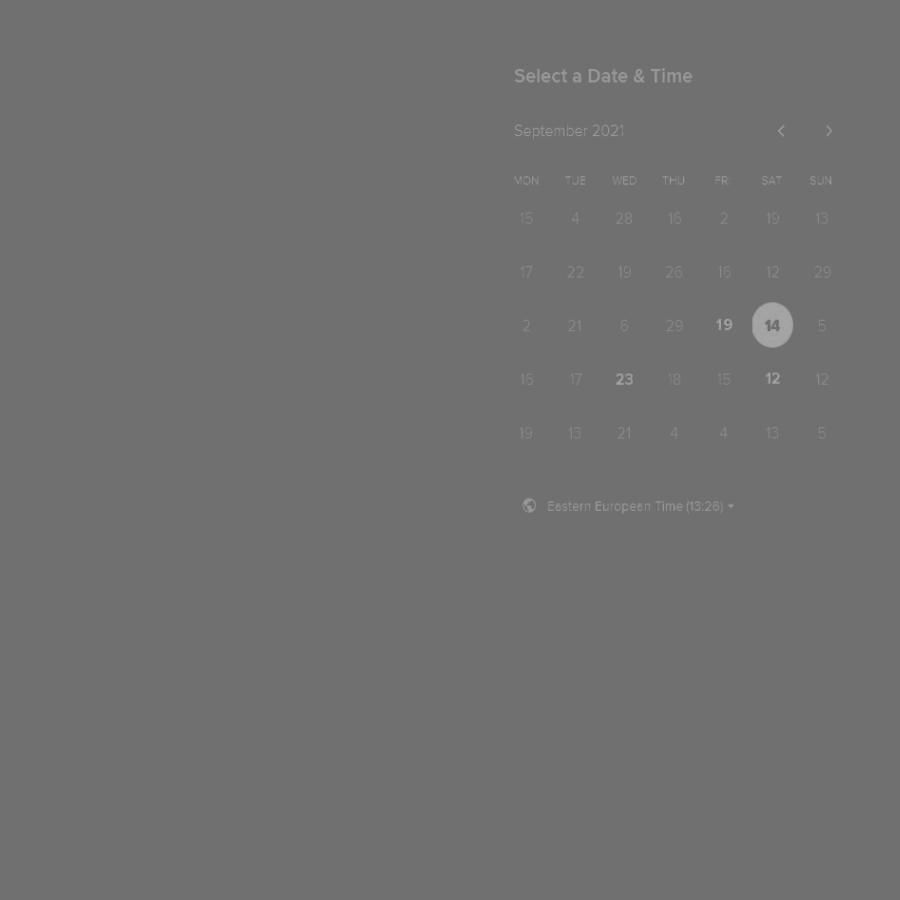 Select a Date & Time
September 2021
MON TUE WED THU FRI SAT SUN
15 4 28 16 2 19 13
17 22 19 26 16 12 29
2 21 6 29 19 14 5
16 17 23 18 15 12 12
19 13 21 4 4 13 5
Eastern European Time (13:26)